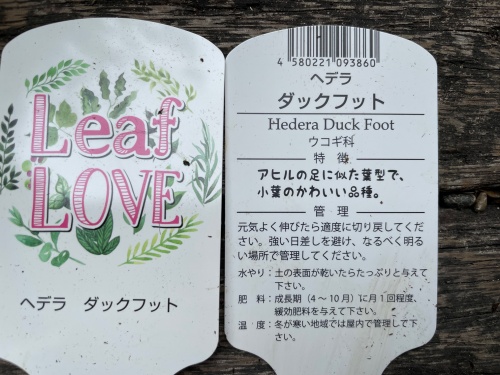 Leaf
LOVE
ヘデラ ダックフット
4 580221 093860
ヘデラ
ダックフット
Hedera Duck Foot
ウコギ科
特 徴
アヒルの足に似た葉型で、
小葉のかわいい品種。
管 理
元気よく伸びたら適度に切り戻してくだ
さい。強い日差しを避け、なるべく明る
い場所で管理してください。
水やり：土の表面が乾いたらたっぷりと与えて
下さい。
肥 料：成長期（4～10月）に月1回程度、
緩効肥料を与えて下さい。
温 度：冬が寒い地域では屋内で管理して下
さい。